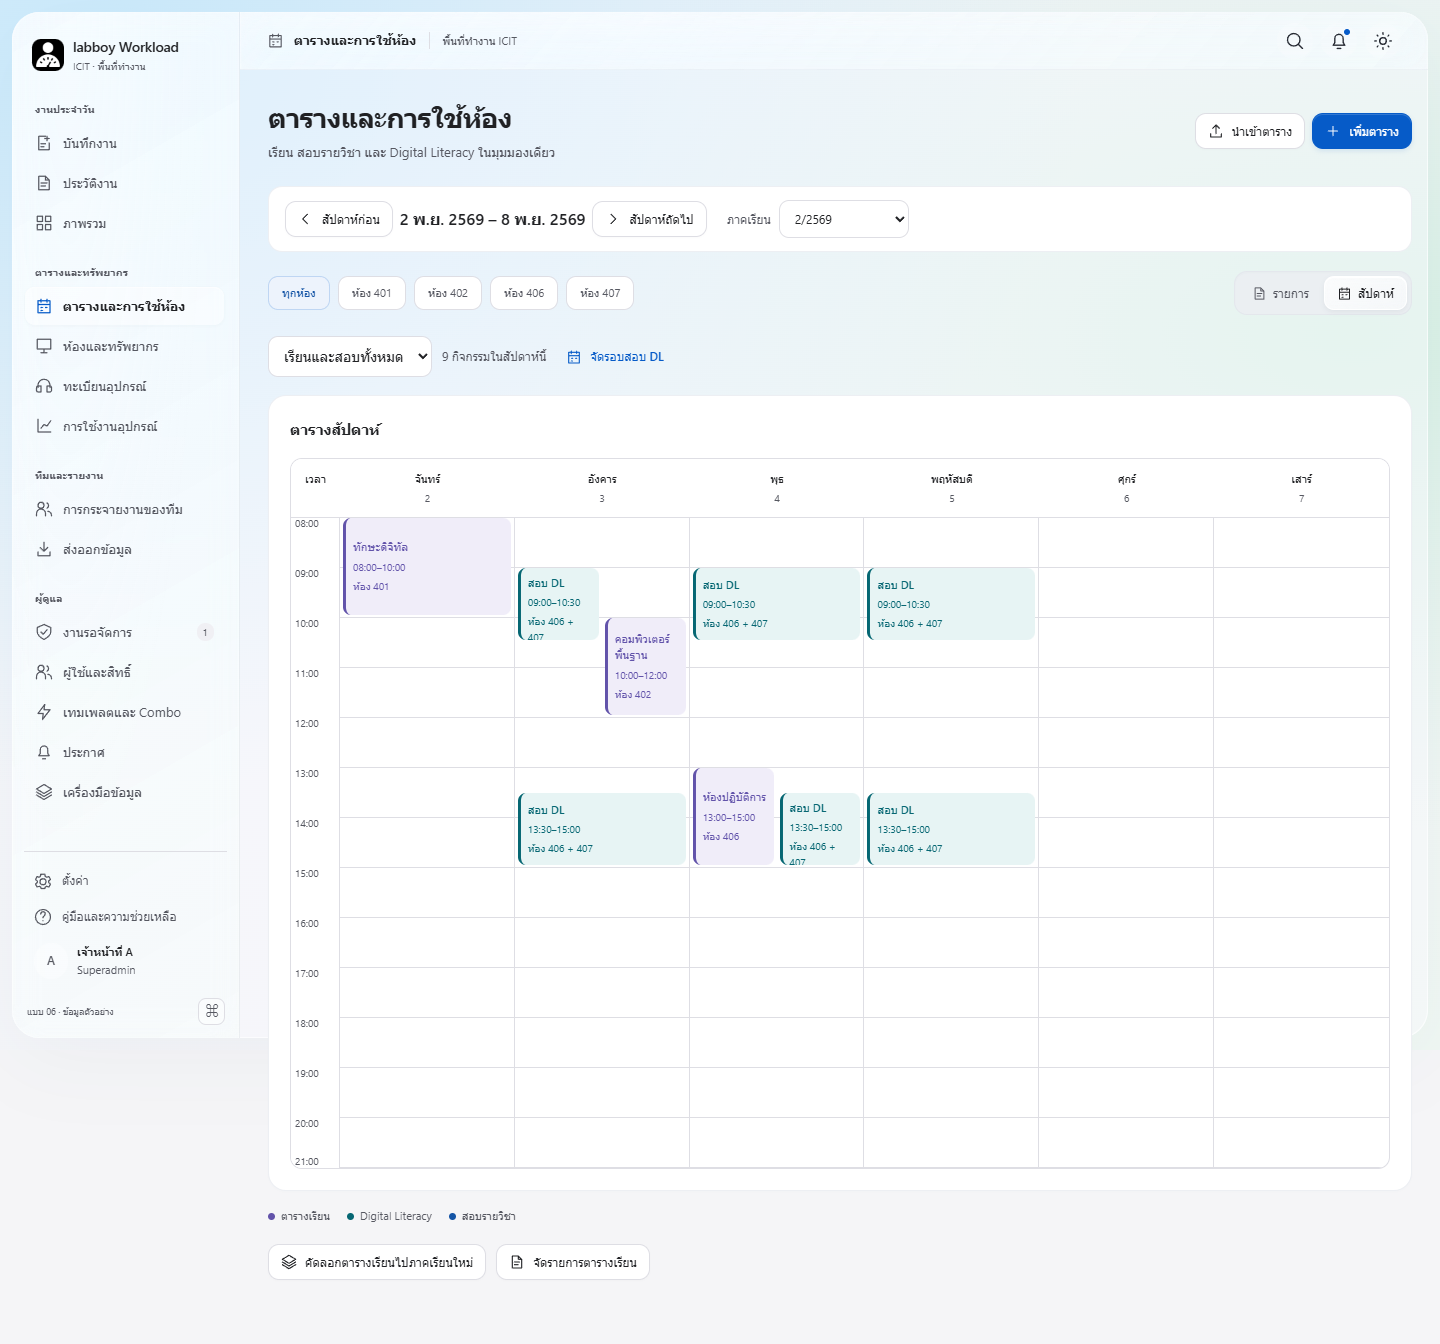 labboy Workload
ICIT · พื้นที่ทำงาน
งานประจำวัน
บันทึกงาน
ประวัติงาน
ภาพรวม
ตารางและทรัพยากร
ตารางและการใช้ห้อง
ห้องและทรัพยากร
ทะเบียนอุปกรณ์
การใช้งานอุปกรณ์
ทีมและรายงาน
การกระจายงานของทีม
ส่งออกข้อมูล
ผู้ดูแล
งานรอจัดการ
1
ผู้ใช้และสิทธิ์
เทมเพลตและ Combo
ประกาศ
เครื่องมือข้อมูล
ตั้งค่า
คู่มือและความช่วยเหลือ
A
เจ้าหน้าที่ A
Superadmin
แบบ 06 · ข้อมูลตัวอย่าง
⌘
ตารางและการใช้ห้อง
พื้นที่ทำงาน ICIT
ตารางและการใช้ห้อง
เรียน สอบรายวิชา และ Digital Literacy ในมุมมองเดียว
นำเข้าตาราง
เพิ่มตาราง
สัปดาห์ก่อน
2 พ.ย. 2569 – 8 พ.ย. 2569
สัปดาห์ถัดไป
ภาคเรียน
2/2569
ทุกห้อง
ห้อง 401
ห้อง 402
ห้อง 406
ห้อง 407
รายการ
สัปดาห์
เรียนและสอบทั้งหมด
9 กิจกรรมในสัปดาห์นี้
จัดรอบสอบ DL
ตารางสัปดาห์
เวลา
จันทร์
2
อังคาร
3
พุธ
4
พฤหัสบดี
5
ศุกร์
6
เสาร์
7
08:00
09:00
10:00
11:00
12:00
13:00
14:00
15:00
16:00
17:00
18:00
19:00
20:00
21:00
ทักษะดิจิทัล
08:00–10:00
ห้อง 401
สอบ DL
09:00–10:30
ห้อง 406 +
407
คอมพิวเตอร์
พื้นฐาน
10:00–12:00
ห้อง 402
สอบ DL
13:30–15:00
ห้อง 406 + 407
สอบ DL
09:00–10:30
ห้อง 406 + 407
ห้องปฏิบัติการ
13:00–15:00
ห้อง 406
สอบ DL
13:30–15:00
ห้อง 406 +
407
สอบ DL
09:00–10:30
ห้อง 406 + 407
สอบ DL
13:30–15:00
ห้อง 406 + 407
ตารางเรียน
Digital Literacy
สอบรายวิชา
คัดลอกตารางเรียนไปภาคเรียนใหม่
จัดรายการตารางเรียน